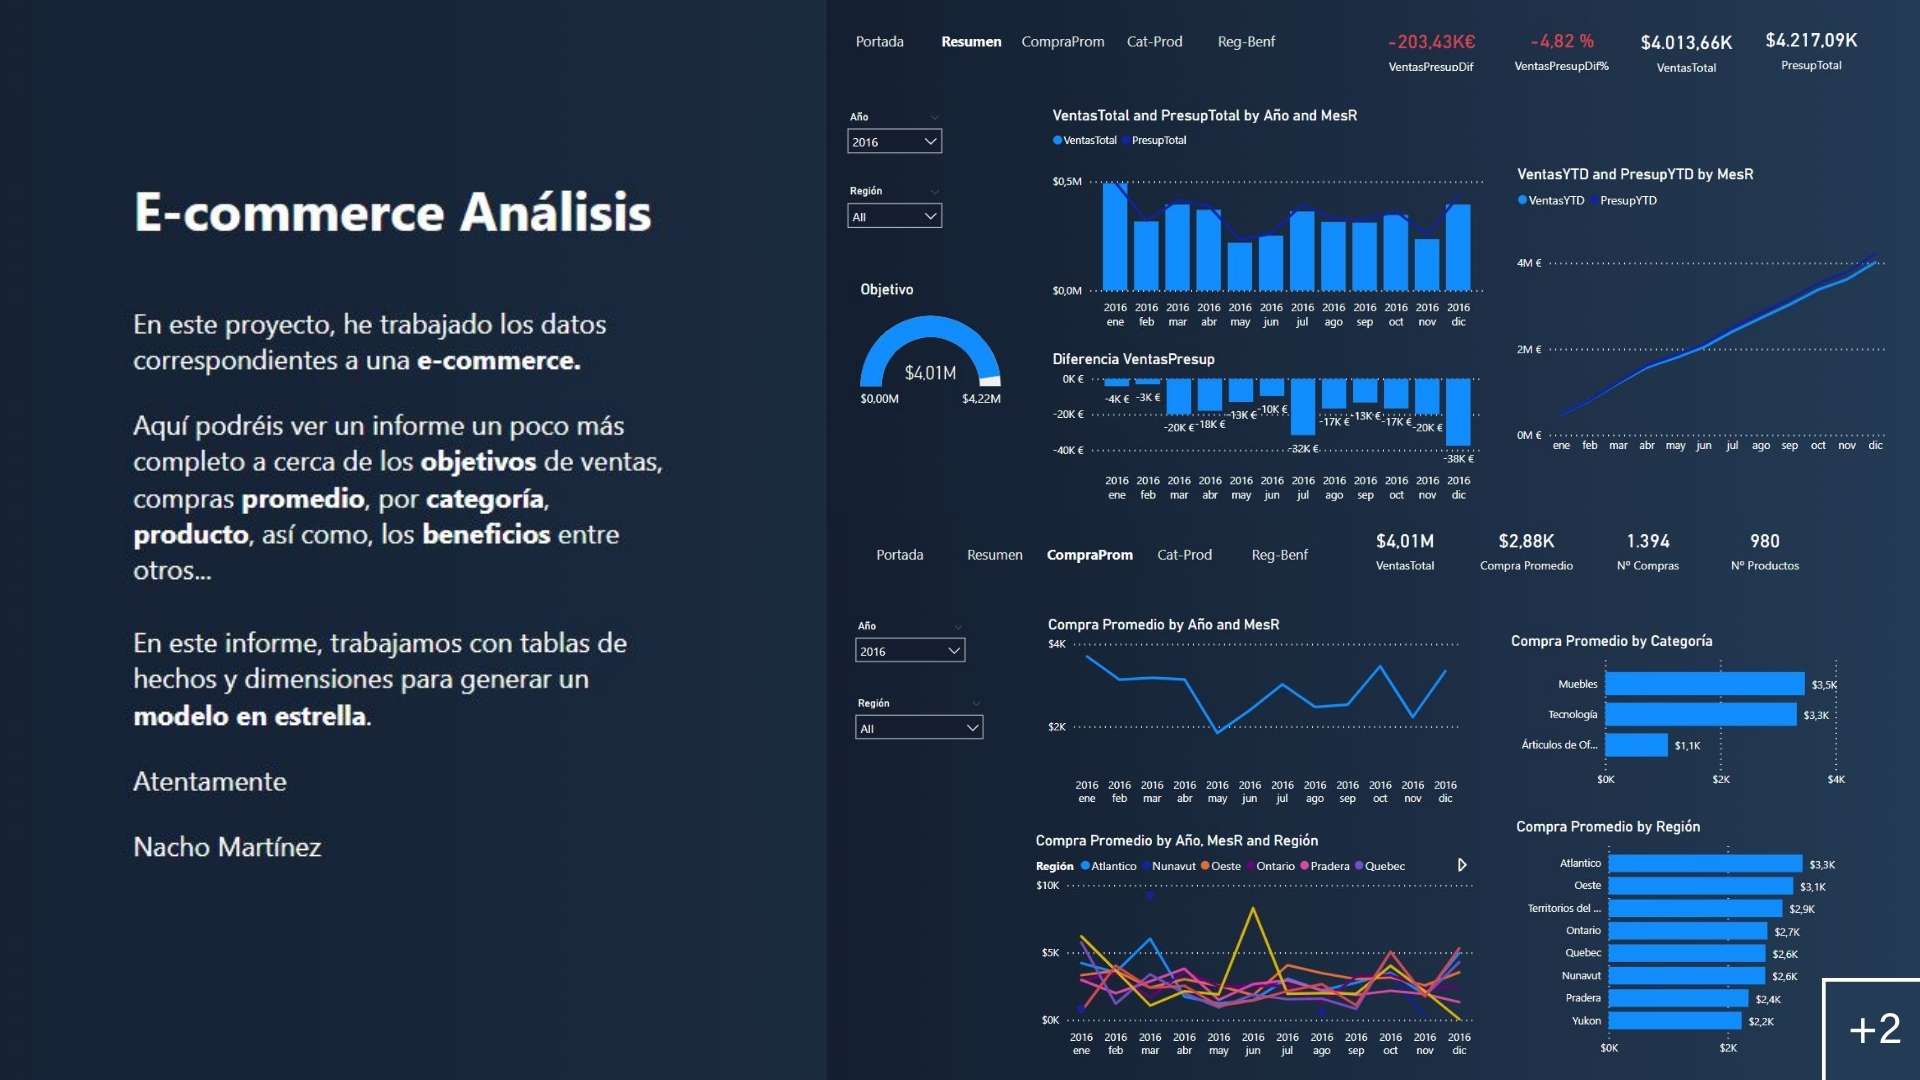 E-commerce Análisis
En este proyecto, he trabajado los datos
correspondientes a una e-commerce.
Aquí podréis ver un informe un poco más
completo a cerca de los objetivos de ventas,
compras promedio, por categoría,
producto, así como, los beneficios entre
otros...
En este informe, trabajamos con tablas de
hechos y dimensiones para generar un
modelo en estrella.
Atentamente
Nacho Martínez
Portada Resumen CompraProm Cat-Prod Reg-Benf
-203,43K€ -4,82 % $4.013,66K $4.217,09K
VentasPresupDif VentasPresupDif% VentasTotal PresupTotal
Año
2016
Región
All
Objetivo
$4,01M
$0,00M $4,22M
VentasTotal and PresupTotal by Año and MesR
VentasTotal PresupTotal
$0,5M
$0,0M
2016 2016 2016 2016 2016 2016 2016 2016 2016 2016 2016 2016
ene feb mar abr may jun jul ago sep oct nov dic
Diferencia VentasPresup
0K €
-20K €
-40K €
-4K € -3K € -20K € -18K € -13K € -10K € -32K € -17K € -13K € -17K € -20K € -38K €
2016 2016 2016 2016 2016 2016 2016 2016 2016 2016 2016 2016
ene feb mar abr may jun jul ago sep oct nov dic
VentasYTD and PresupYTD by MesR
VentasYTD PresupYTD
4M €
2M €
0M €
ene feb mar abr may jun jul ago sep oct nov dic
Portada Resumen CompraProm Cat-Prod Reg-Benf
$4,01M $2,88K 1.394 980
VentasTotal Compra Promedio Nº Compras Nº Productos
Año
2016
Región
All
Compra Promedio by Año and MesR
$4K
$2K
2016 2016 2016 2016 2016 2016 2016 2016 2016 2016 2016 2016
ene feb mar abr may jun jul ago sep oct nov dic
Compra Promedio by Categoría
Muebles $3,5K
Tecnología $3,3K
Árticulos de Of... $1,1K
$0K $2K $4K
Compra Promedio by Año, MesR and Región
Región Atlantico Nunavut Oeste Ontario Pradera Quebec
$10K
$5K
$0K
2016 2016 2016 2016 2016 2016 2016 2016 2016 2016 2016 2016
ene feb mar abr may jun jul ago sep oct nov dic
Compra Promedio by Región
Atlantico $3,3K
Oeste $3,1K
Territorios del ... $2,9K
Ontario $2,7K
Quebec $2,6K
Nunavut $2,6K
Pradera $2,4K
Yukon $2,2K
$0K $2K
+2